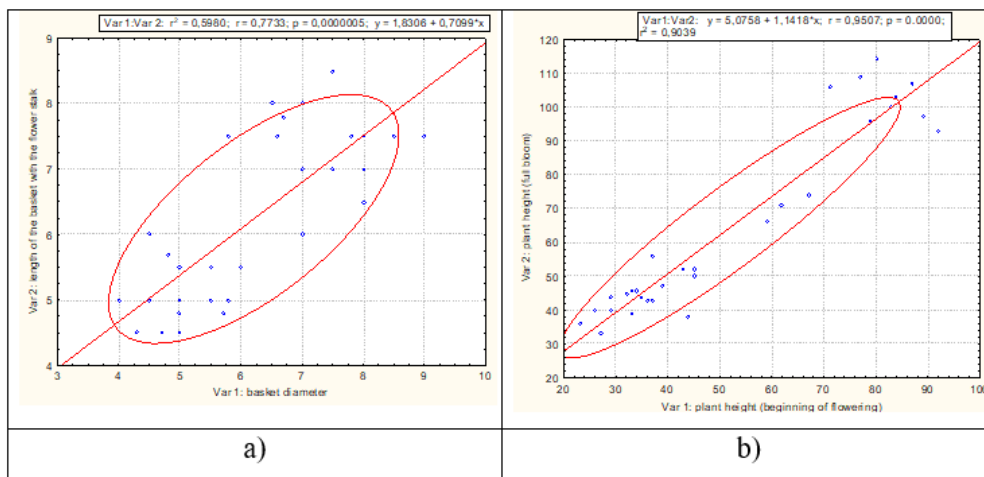 Var 1:Var 2: r² = 0,5980; r = 0,7733; p = 0,0000005; y = 1,8306 + 0,7099*x
9
8
7
6
5
4
Var 2: length of the basket wth the flower stalk
3 4 5 6 7 8 9 10
Var 1: basket diameter
a)
Var1:Var2: y = 5,0758 + 1,1418*x; r = 0,9507; p = 0.0000;
r² = 0,9039
120
110
100
90
80
70
60
50
40
30
20
Var 2: plant height (full bloom)
20 30 40 50 60 70 80 90 100
Var 1: plant height (beginning of flowering)
b)